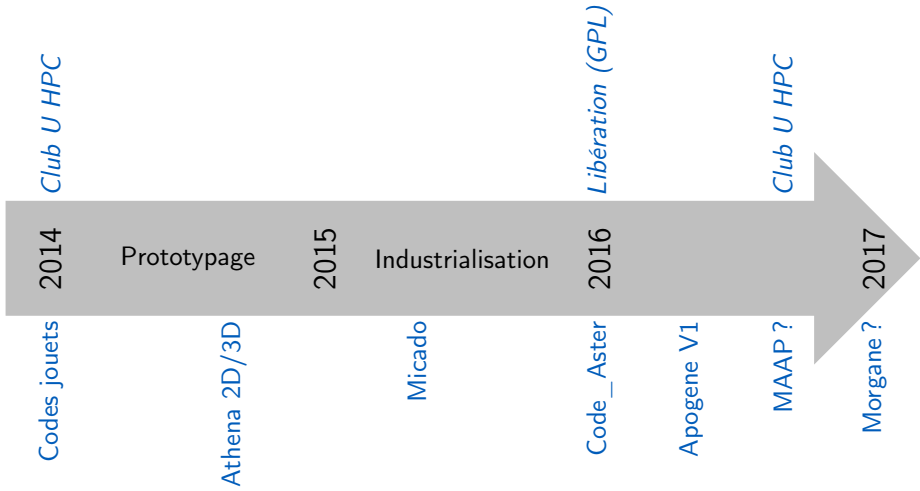 Club U HPC
Libération (GPL)
Club U HPC
2014
Prototypage
2015
Industrialisation
2016
2017
Codes jouets
Athena 2D/3D
Micado
Code_Aster
Apogene V1
MAAP ?
Morgane ?